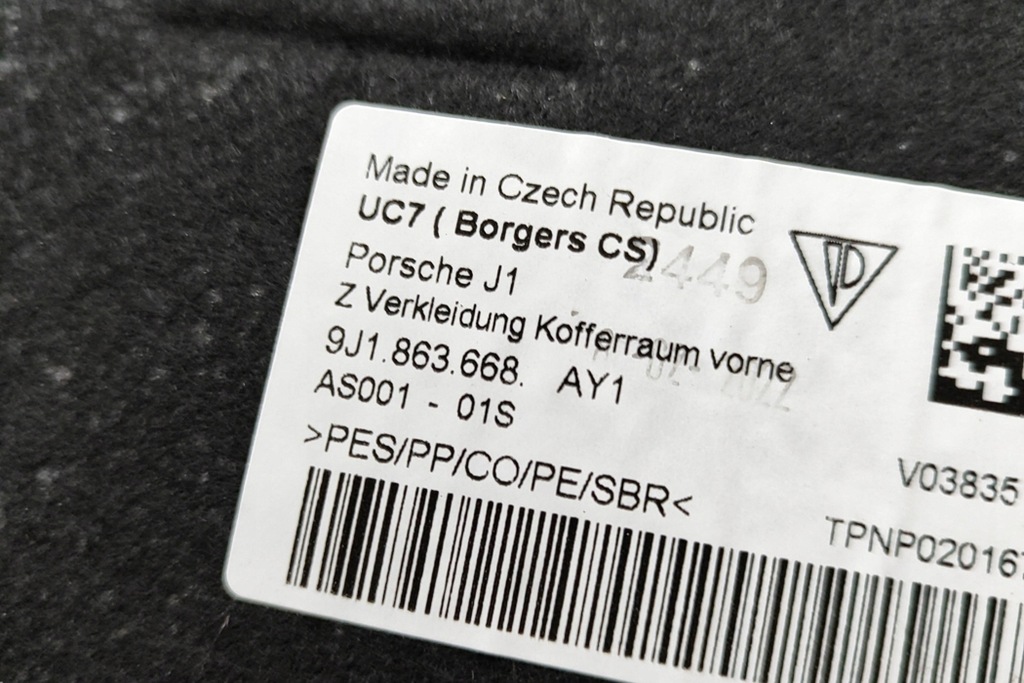 Made in Czech Republic
UC7 ( Borgers CS)
2449
Porsche J1
Z Verkleidung Kofferraum vorne
9J1.863.668. AY1
AS001 - 01S
>PES/PP/CO/PE/SBR<
V03835
TPNP02016